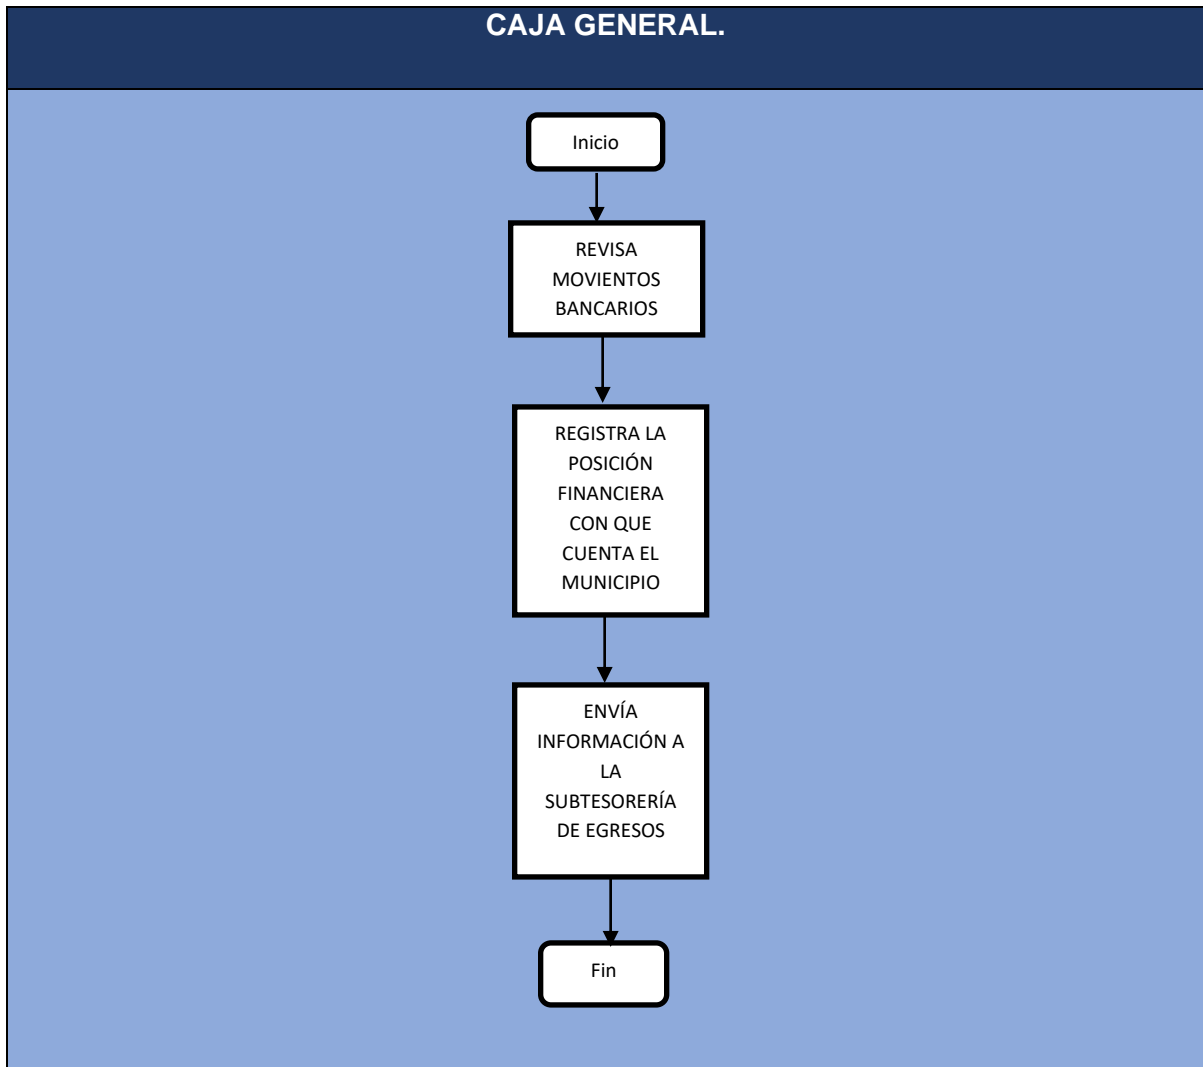 CAJA GENERAL.
Inicio
REVISA
MOVIENTOS
BANCARIOS
REGISTRA LA
POSICIÓN
FINANCIERA
CON QUE
CUENTA EL
MUNICIPIO
ENVÍA
INFORMACIÓN A
LA
SUBTESORERÍA
DE EGRESOS
Fin